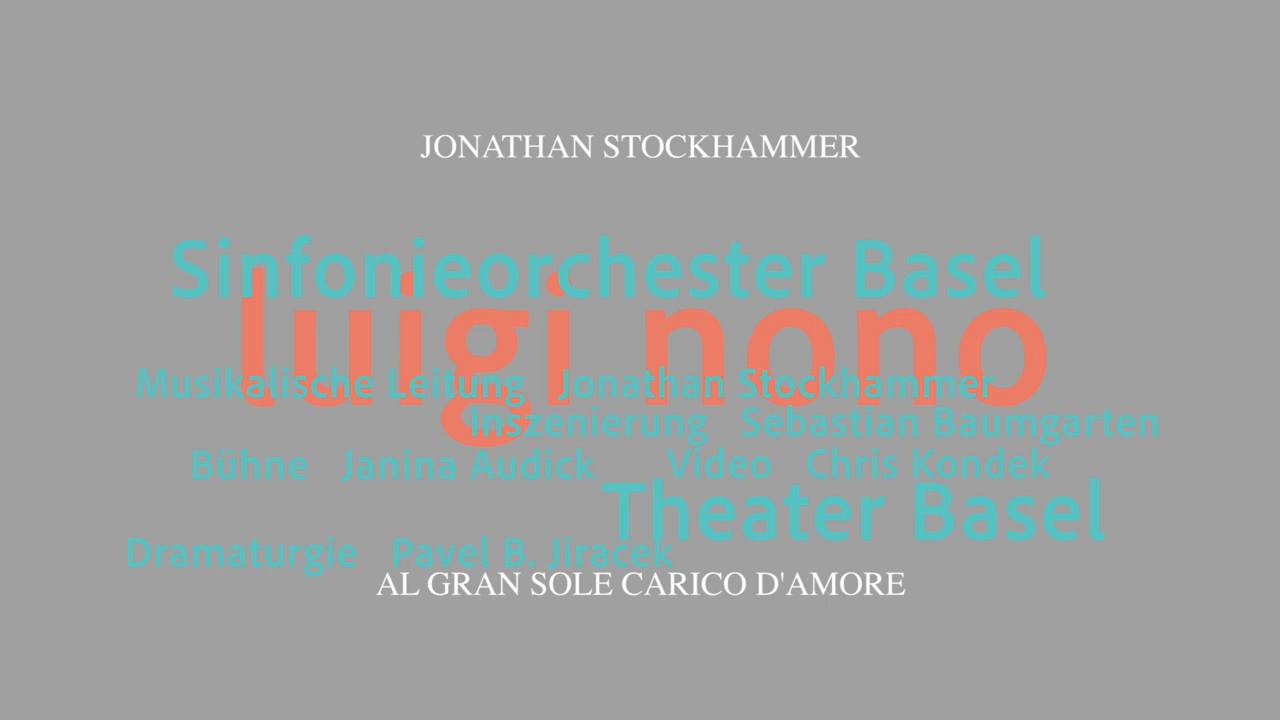 JONATHAN STOCKHAMMER
Sinfonieorchester Basel
luigi nono
Musikalische Leitung Jonathan Stockhammer
Inszenierung Sebastian Baumgarten
Bühne Janina Audick Video Chris Kondek
Theater Basel
Dramaturgie Pavel B. Jiracek
AL GRAN SOLE CARICO D'AMORE